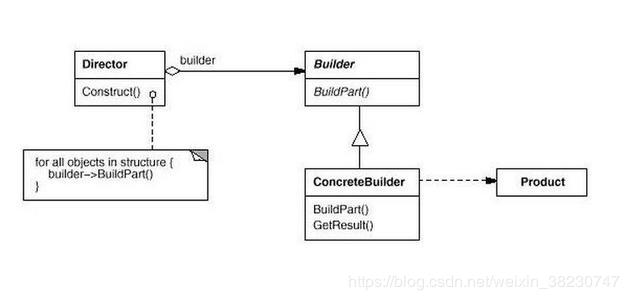 Director
Construct()
builder
Builder
BuildPart()
for all objects in structure {
builder->BuildPart()
}
ConcreteBuilder
BuildPart()
GetResult()
Product
https://blog.csdn.net/weixin_38230747